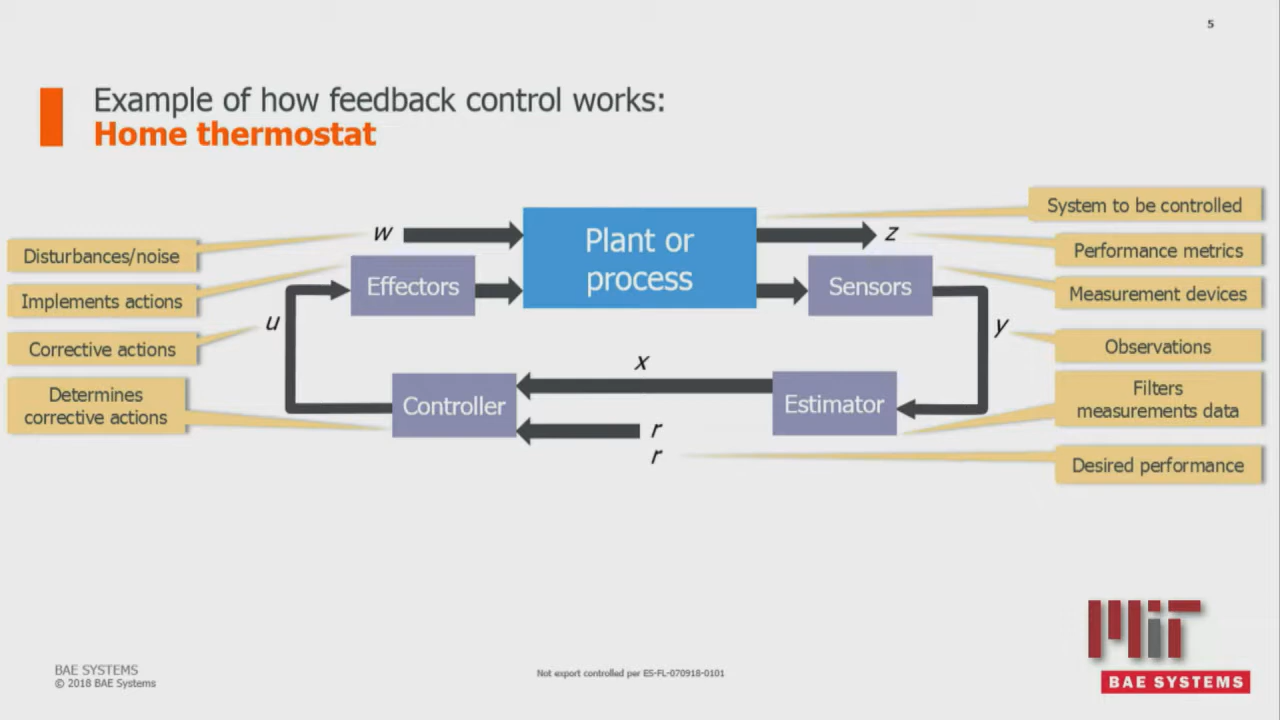 5
Example of how feedback control works:
Home thermostat
System to be controlled
w
z
Plant or
process
Disturbances/noise
Performance metrics
Effectors
Sensors
Implements actions
Measurement devices
u
y
Corrective actions
Observations
x
Determines
corrective actions
Controller
Estimator
Filters
measurements data
r
r
Desired performance
MIT
BAE SYSTEMS
© 2018 BAE Systems
Not export controlled per ES-FL-070918-0101
BAE SYSTEMS